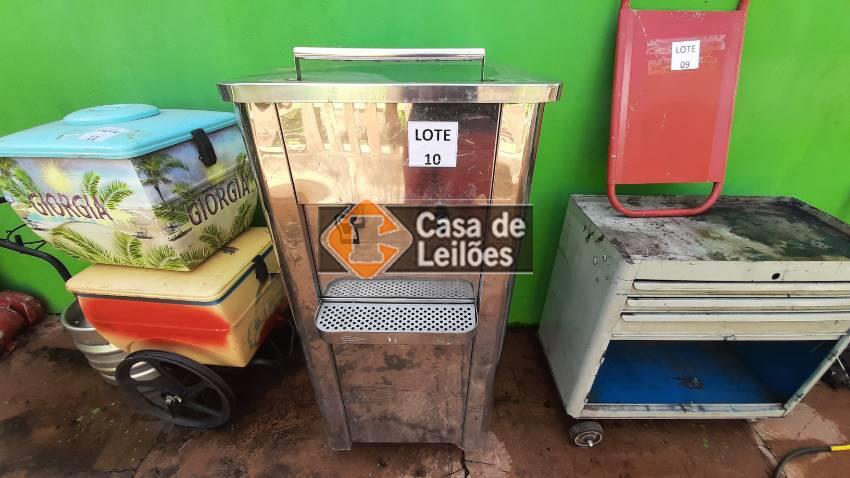 LOTE
09
LOTE
10
GIORGIA
GIORGIA
Casa de
Leilões